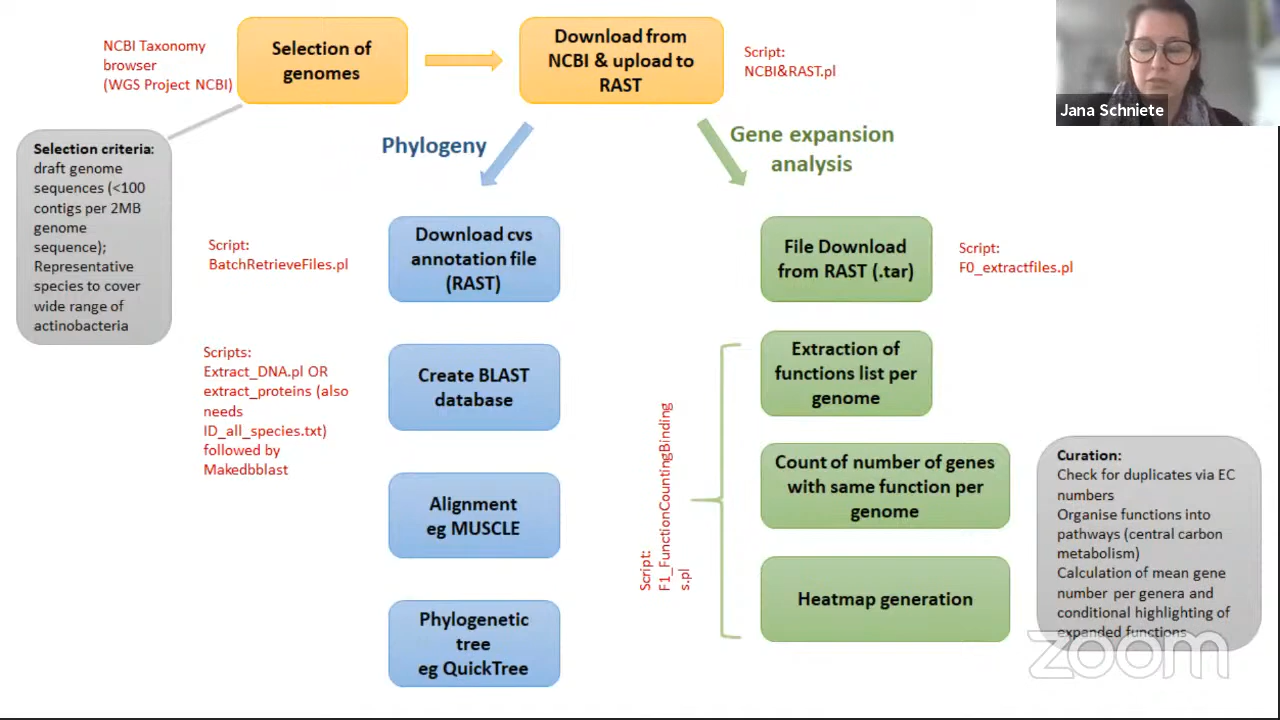 NCBI Taxonomy
browser
(WGS Project NCBI)
Selection of
genomes
Download from
NCBI & upload to
RAST
Script:
NCBI&RAST.pl
Jana Schniete
Selection criteria:
draft genome
sequences (<100
contigs per 2MB
genome
sequence);
Representative
species to cover
wide range of
actinobacteria
Phylogeny
Gene expansion
analysis
Script:
BatchRetrieveFiles.pl
Download cvs
annotation file
(RAST)
File Download
from RAST (.tar)
Script:
F0_extractfiles.pl
Scripts:
Extract_DNA.pl OR
extract_proteins (also
needs
ID_all_species.txt)
followed by
Makedbblast
Create BLAST
database
Extraction of
functions list per
genome
Script:
F1_FunctionCountingBinding
s.pl
Alignment
eg MUSCLE
Count of number of genes
with same function per
genome
Curation:
Check for duplicates via EC
numbers
Organise functions into
pathways (central carbon
metabolism)
Calculation of mean gene
number per genera and
conditional highlighting of
expanded functions
Phylogenetic
tree
eg QuickTree
Heatmap generation
zoom